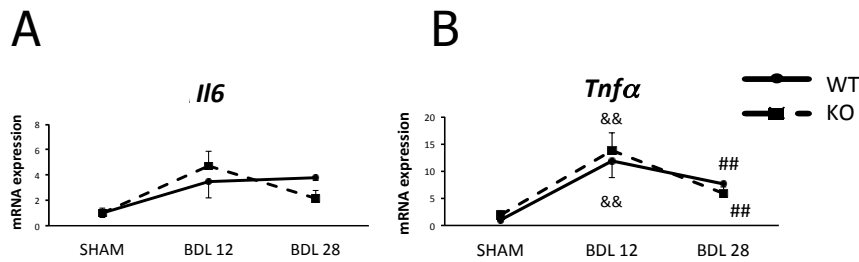 A
B
Il6
Tnfα
WT
KO
mRNA expression
8
6
4
2
0
SHAM
BDL 12
BDL 28
mRNA expression
20
15
10
5
0
&&
&&
##
##
SHAM
BDL 12
BDL 28